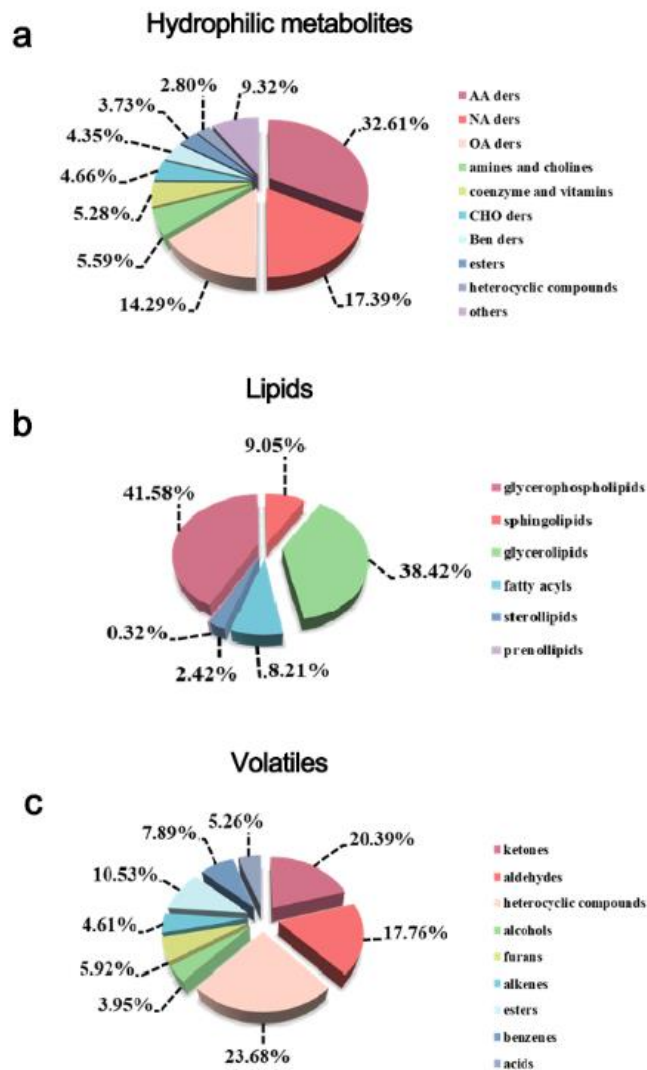 a
Hydrophilic metabolites
2.80%
9.32%
3.73%
4.35%
4.66%
5.28%
5.59%
14.29%
32.61%
17.39%
AA ders
NA ders
OA ders
amines and cholines
coenzyme and vitamins
CHO ders
Ben ders
esters
heterocyclic compounds
others
b
Lipids
9.05%
41.58%
38.42%
0.32%
2.42%
8.21%
glycerophospholipids
sphingolipids
glycerolipids
fatty acyls
sterollipids
prenollipids
c
Volatiles
5.26%
7.89%
20.39%
10.53%
4.61%
17.76%
5.92%
3.95%
23.68%
ketones
aldehydes
heterocyclic compounds
alcohols
furans
alkenes
esters
benzenes
acids